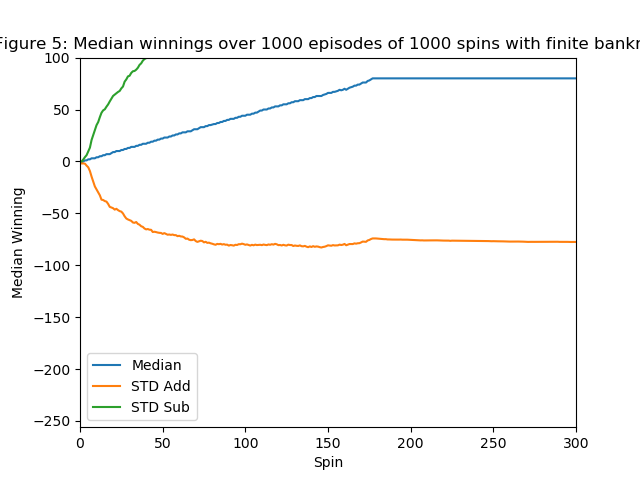 Figure 5: Median winnings over 1000 episodes of 1000 spins with finite bankr
100
50
0
−50
−100
−150
−200
−250
Median Winning
Median
STD Add
STD Sub
0 50 100 150 200 250 300
Spin